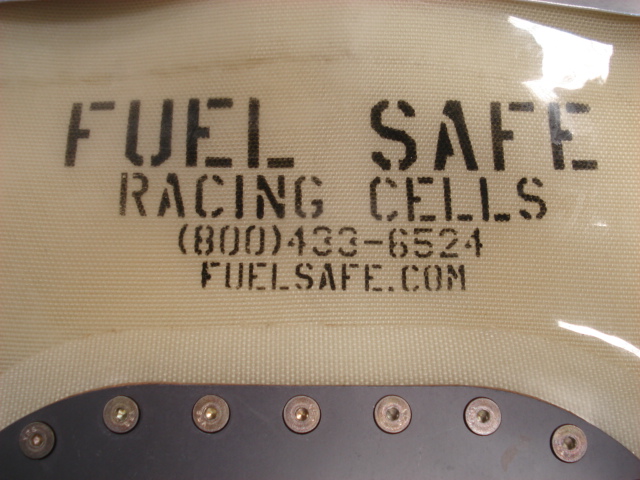 FUEL SAFE
RACING CELLS
(800)433-6524
FUELSAFE.COM